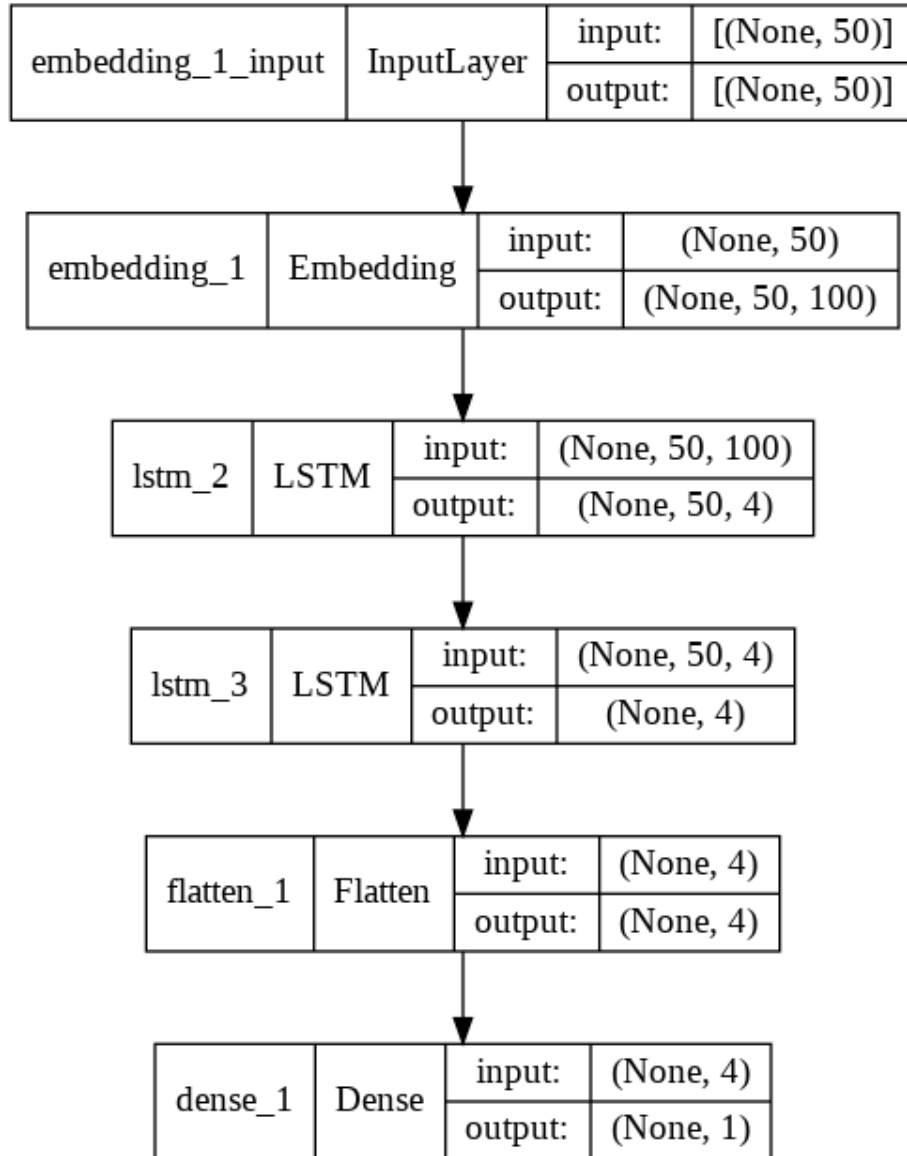 embedding_1_input InputLayer input: [(None, 50)]
output: [(None, 50)]
embedding_1 Embedding input: (None, 50)
output: (None, 50, 100)
lstm_2 LSTM input: (None, 50, 100)
output: (None, 50, 4)
lstm_3 LSTM input: (None, 50, 4)
output: (None, 4)
flatten_1 Flatten input: (None, 4)
output: (None, 4)
dense_1 Dense input: (None, 4)
output: (None, 1)